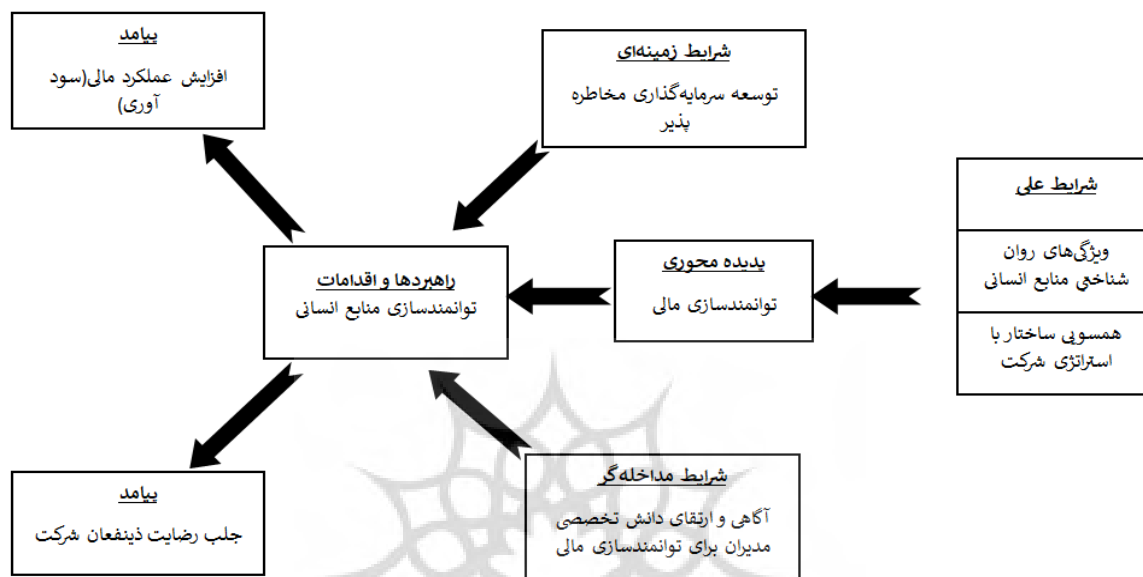 پیامد
افزایش عملکرد مالی(سود
آوری)
شرایط زمینه‌ای
توسعه سرمایه‌گذاری مخاطره
پذیر
شرایط علی
ویژگی‌های روان
شناختی منابع انسانی
همسویی ساختار با
استراتژی شرکت
پدیده محوری
توانمندسازی مالی
راهبردها و اقدامات
توانمندسازی منابع انسانی
شرایط مداخله‌گر
آگاهی و ارتقای دانش تخصصی
مدیران برای توانمندسازی مالی
پیامد
جلب رضایت ذینفعان شرکت